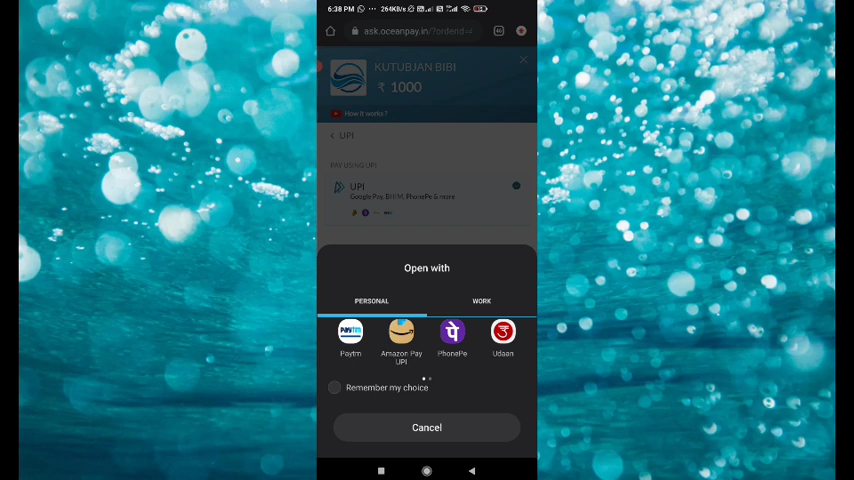 6:38 PM ··· 264KB/s
ask.oceanpay.in/?orderid=
KUTUBJAN BIBI
₹ 1000
How it works?
UPI
PAY USING UPI
UPI
Google Pay, BHIM, PhonePe & more
Open with
PERSONAL WORK
paytm पे उ
Paytm Amazon Pay UPI PhonePe Udaan
Remember my choice
Cancel